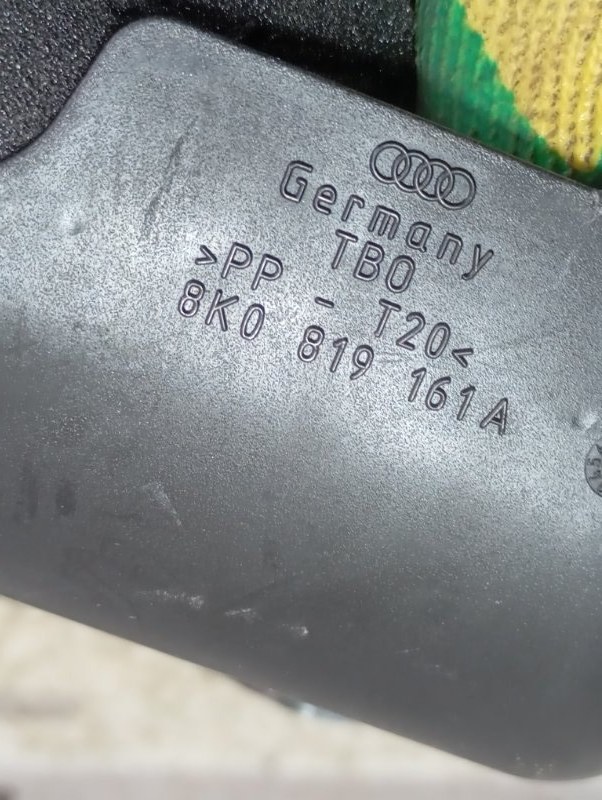 Germany
TBO
>PP - T20<
8K0 819 161A